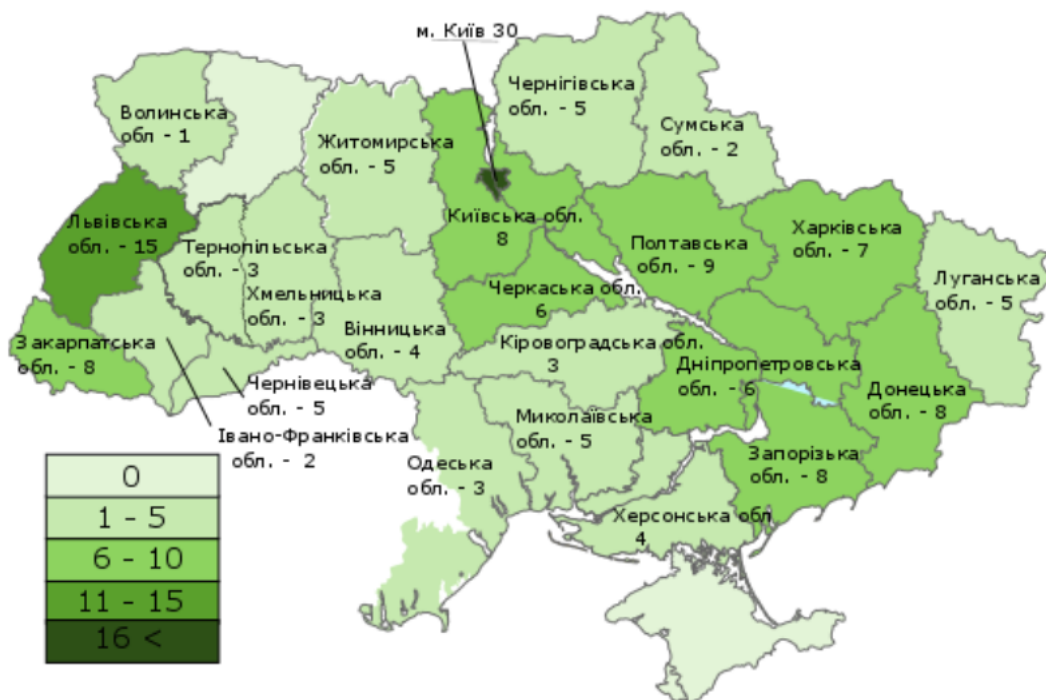 м. Київ 30
Чернігівська
обл. - 5
Волинська
обл - 1
Сумська
обл. - 2
Житомирська
обл. - 5
Львівська
обл. - 15
Київська обл.
8
Харківська
обл. - 7
Тернопільська
обл. - 3
Полтавська
обл. - 9
Луганська
обл. - 5
Хмельницька
обл. - 3
Черкаська обл.
6
Вінницька
обл. - 4
Закарпатська
обл. - 8
Кіровоградська обл.
3
Дніпропетровська
обл. - 6
Донецька
обл. - 8
Чернівецька
обл. - 5
Миколаївська
обл. - 5
Івано-Франківська
обл. - 2
Одеська
обл. - 3
Запорізька
обл. - 8
Херсонська обл
4
0
1 - 5
6 - 10
11 - 15
16 <